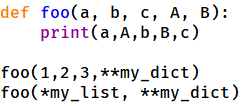 def foo(a, b, c, A, B):
    print(a,A,b,B,c)

foo(1,2,3,**my_dict)
foo(*my_list, **my_dict)